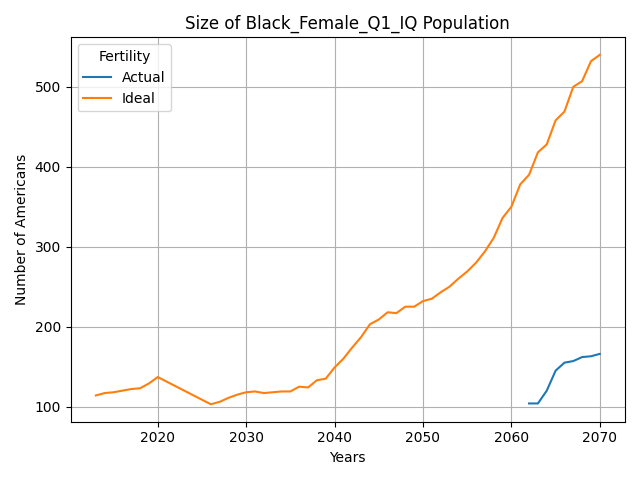 Size of Black_Female_Q1_IQ Population
Fertility
Actual
Ideal
Number of Americans
500
400
300
200
100
2020 2030 2040 2050 2060 2070
Years